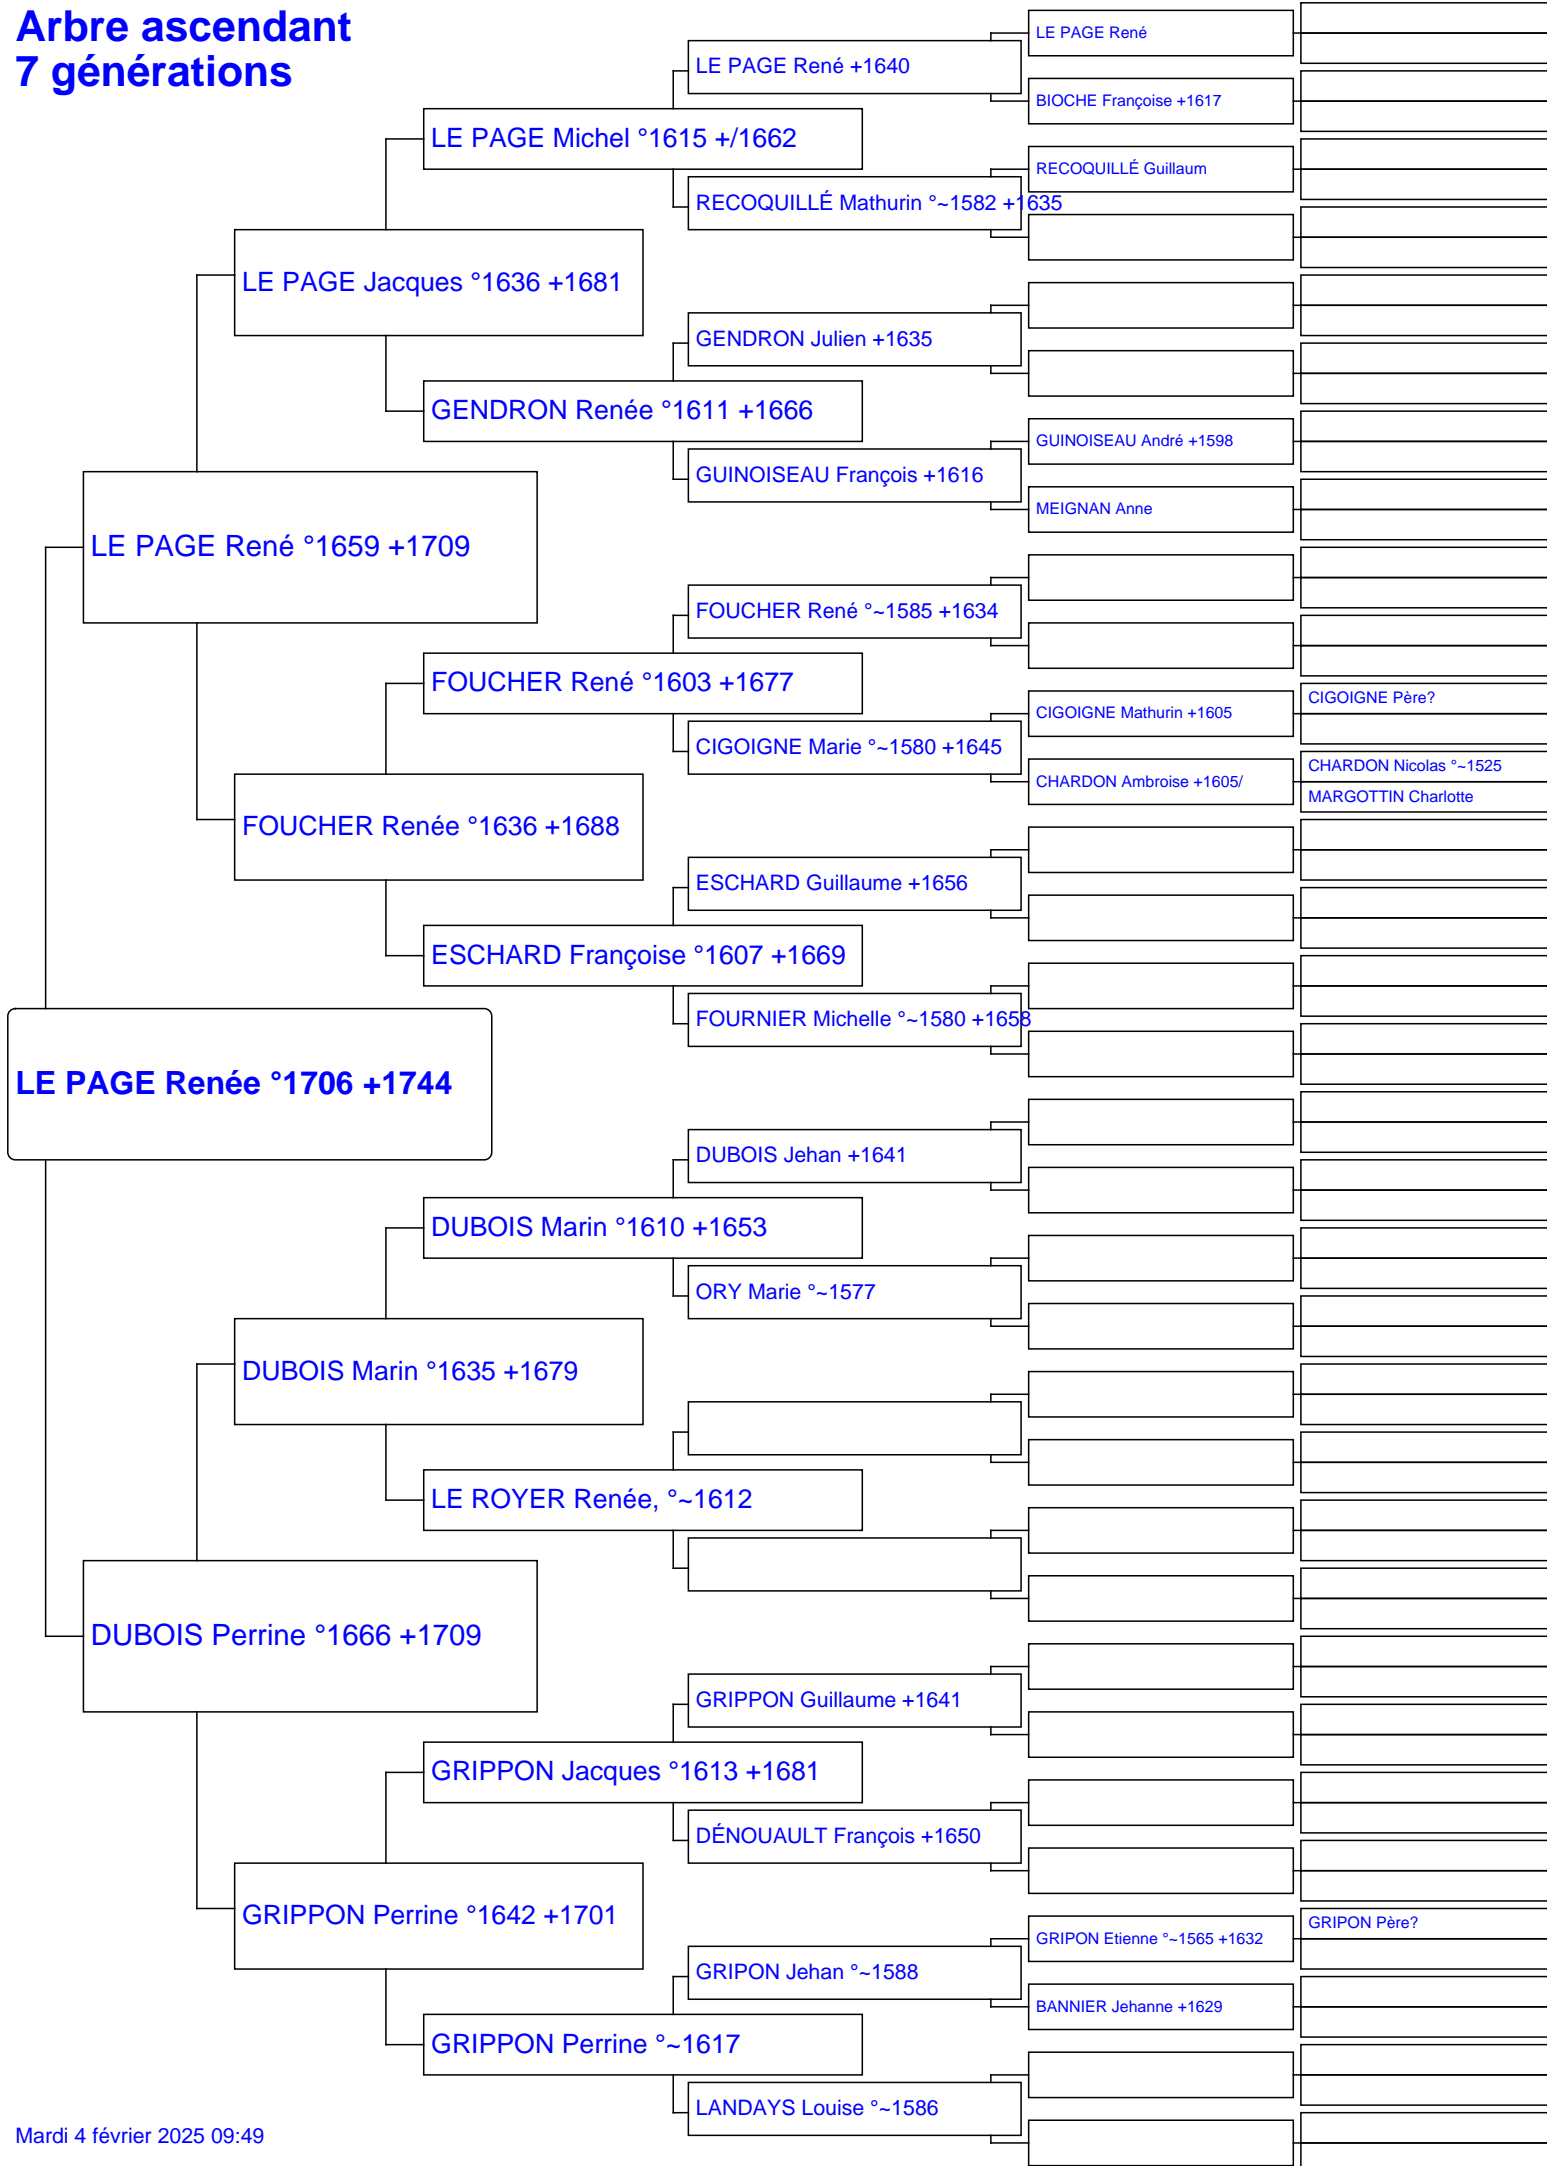 Arbre ascendant
7 générations
LE PAGE René
LE PAGE René +1640
BIOCHE Françoise +1617
LE PAGE Michel °1615 +/1662
RECOQUILLÉ Guillaum
RECOQUILLÉ Mathurin °~1582 +1635
LE PAGE Jacques °1636 +1681
GENDRON Julien +1635
GENDRON Renée °1611 +1666
GUINOISEAU André +1598
GUINOISEAU François +1616
MEIGNAN Anne
LE PAGE René °1659 +1709
FOUCHER René °~1585 +1634
FOUCHER René °1603 +1677
CIGOIGNE Père?
CIGOIGNE Mathurin +1605
CIGOIGNE Marie °~1580 +1645
CHARDON Nicolas °~1525
CHARDON Ambroise +1605/
MARGOTTIN Charlotte
FOUCHER Renée °1636 +1688
ESCHARD Guillaume +1656
ESCHARD Françoise °1607 +1669
FOURNIER Michelle °~1580 +1658
LE PAGE Renée °1706 +1744
DUBOIS Jehan +1641
DUBOIS Marin °1610 +1653
ORY Marie °~1577
DUBOIS Marin °1635 +1679
LE ROYER Renée, °~1612
DUBOIS Perrine °1666 +1709
GRIPPON Guillaume +1641
GRIPPON Jacques °1613 +1681
DÉNOUAULT François +1650
GRIPPON Perrine °1642 +1701
GRIPON Père?
GRIPON Etienne °~1565 +1632
GRIPON Jehan °~1588
BANNIER Jehanne +1629
GRIPPON Perrine °~1617
LANDAYS Louise °~1586
Mardi 4 février 2025 09:49